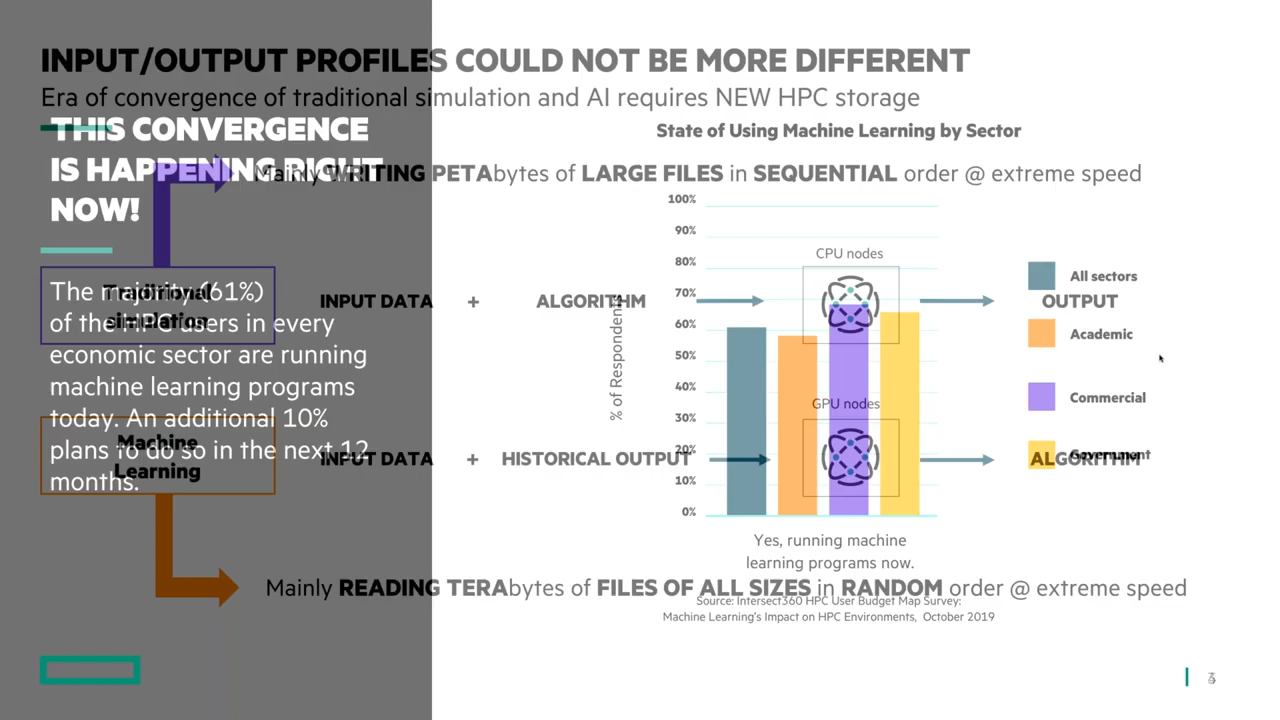 INPUT/OUTPUT PROFILES COULD NOT BE MORE DIFFERENT
Era of convergence of traditional simulation and AI requires NEW HPC storage
THIS CONVERGENCE
IS HAPPENING RIGHT
NOW!
The majority (61%)
of the HPC users in every
economic sector are running
machine learning programs
today. An additional 10%
plans to do so in the next 12
months.
State of Using Machine Learning by Sector
% of Respondents
100%
90%
80%
70%
60%
50%
40%
30%
20%
10%
0%
Yes, running machine
learning programs now.
All sectors
Academic
Commercial
Government
Source: Intersect360 HPC User Budget Map Survey:
Machine Learning's Impact on HPC Environments, October 2019
Mainly WRITING PETAbytes of LARGE FILES in SEQUENTIAL order @ extreme speed
Traditional
simulation
INPUT DATA + ALGORITHM
CPU nodes
OUTPUT
Machine
Learning
INPUT DATA + HISTORICAL OUTPUT
GPU nodes
ALGORITHM
Mainly READING TERAbytes of FILES OF ALL SIZES in RANDOM order @ extreme speed